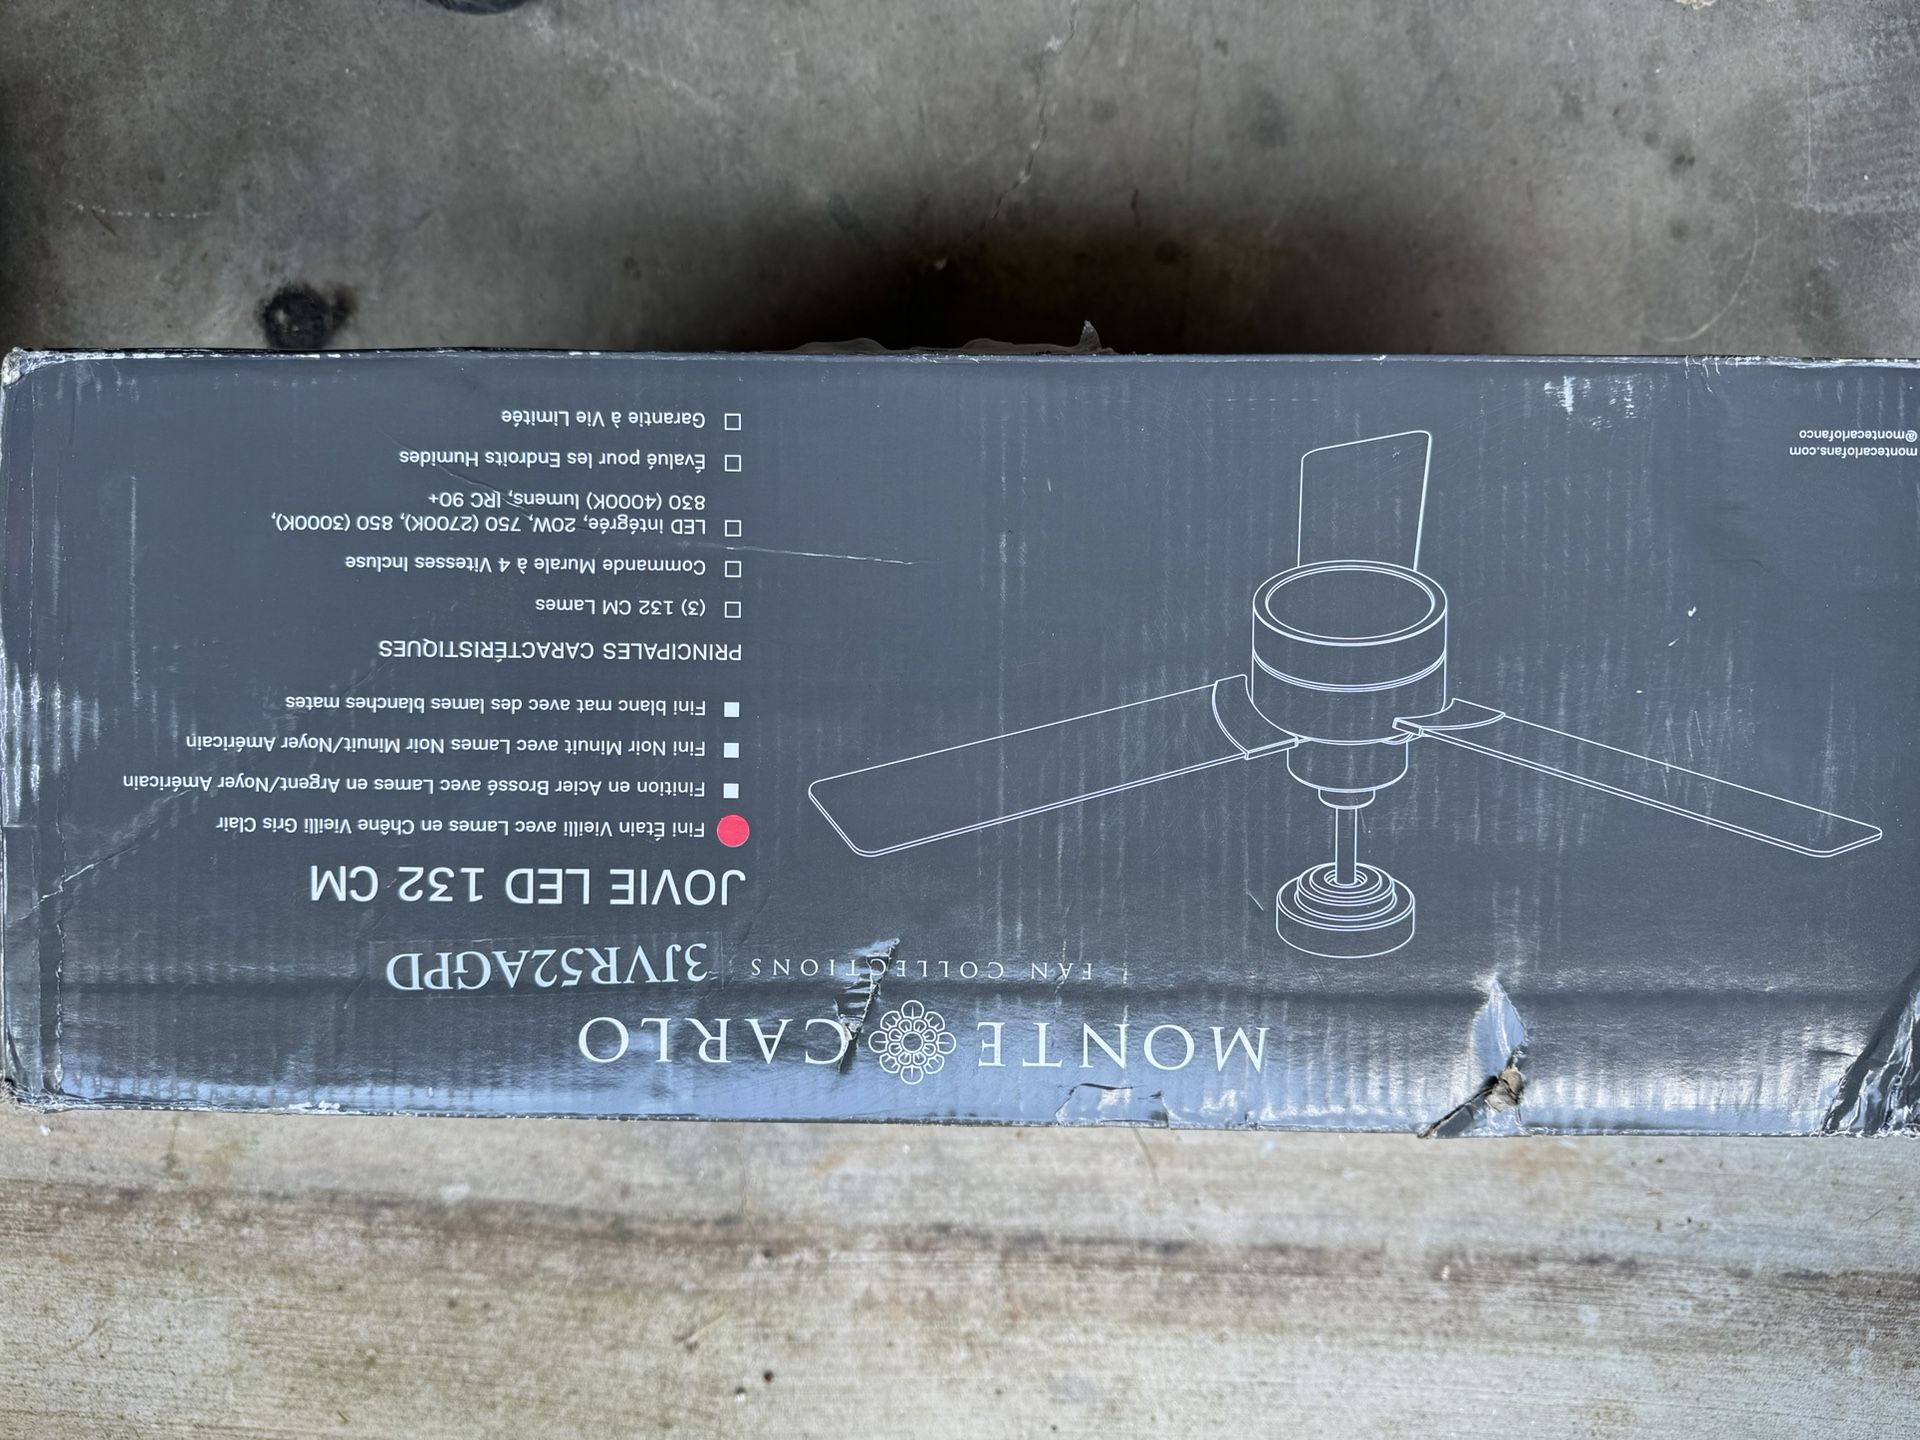 MONTE CARLO
FAN COLLECTIONS
3JVR52AGPD
JOVIE LED 132 CM
Fini Étain Vieilli avec Lames en Chêne Vieilli Gris Clair
Finition en Acier Brossé avec Lames en Argent/Noyer Américain
Fini Noir Minuit avec Lames Noir Minuit/Noyer Américain
Fini blanc mat avec des lames blanches mates
PRINCIPALES CARACTÉRISTIQUES
(3) 132 CM Lames
Commande Murale à 4 Vitesses Incluse
LED intégrée, 20W, 750 (2700K), 850 (3000K),
830 (4000K) lumens, IRC 90+
Évalué pour les Endroits Humides
Garantie à Vie Limitée
montecarlofans.com
@montecarlofanco